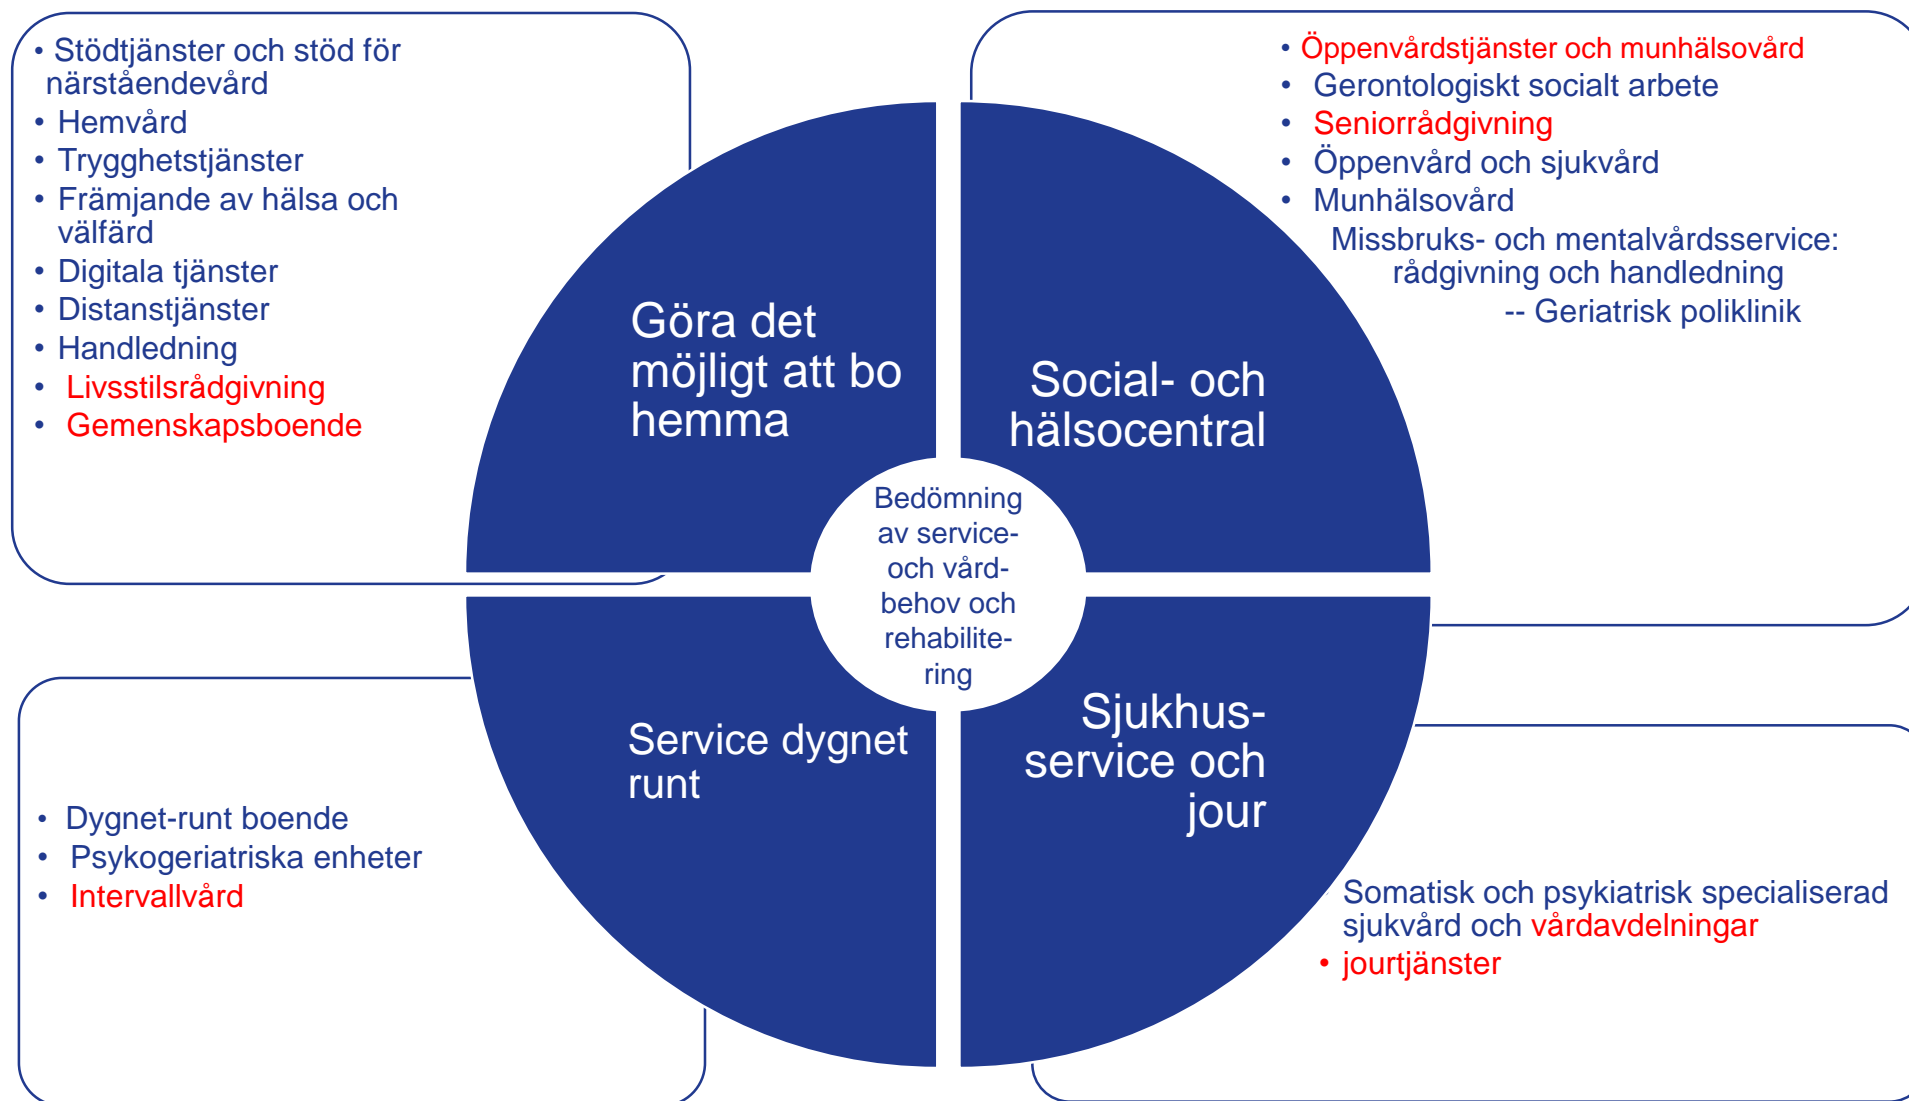 • Stödtjänster och stöd för
närståendevård
• Hemvård
• Trygghetstjänster
• Främjande av hälsa och
välfärd
• Digitala tjänster
• Distanstjänster
• Handledning
• Livsstilsrådgivning
• Gemenskapsboende
• Öppenvårdstjänster och munhälsovård
• Gerontologiskt socialt arbete
• Seniorrådgivning
• Öppenvård och sjukvård
• Munhälsovård
Missbruks- och mentalvårdsservice:
rådgivning och handledning
-- Geriatrisk poliklinik
Göra det
möjligt att bo
hemma
Social- och
hälsocentral
Bedömning
av service-
och vård-
behov och
rehabilite-
ring
Service dygnet
runt
Sjukhus-
service och
jour
• Dygnet-runt boende
• Psykogeriatriska enheter
• Intervallvård
Somatisk och psykiatrisk specialiserad
sjukvård och vårdavdelningar
• jourtjänster